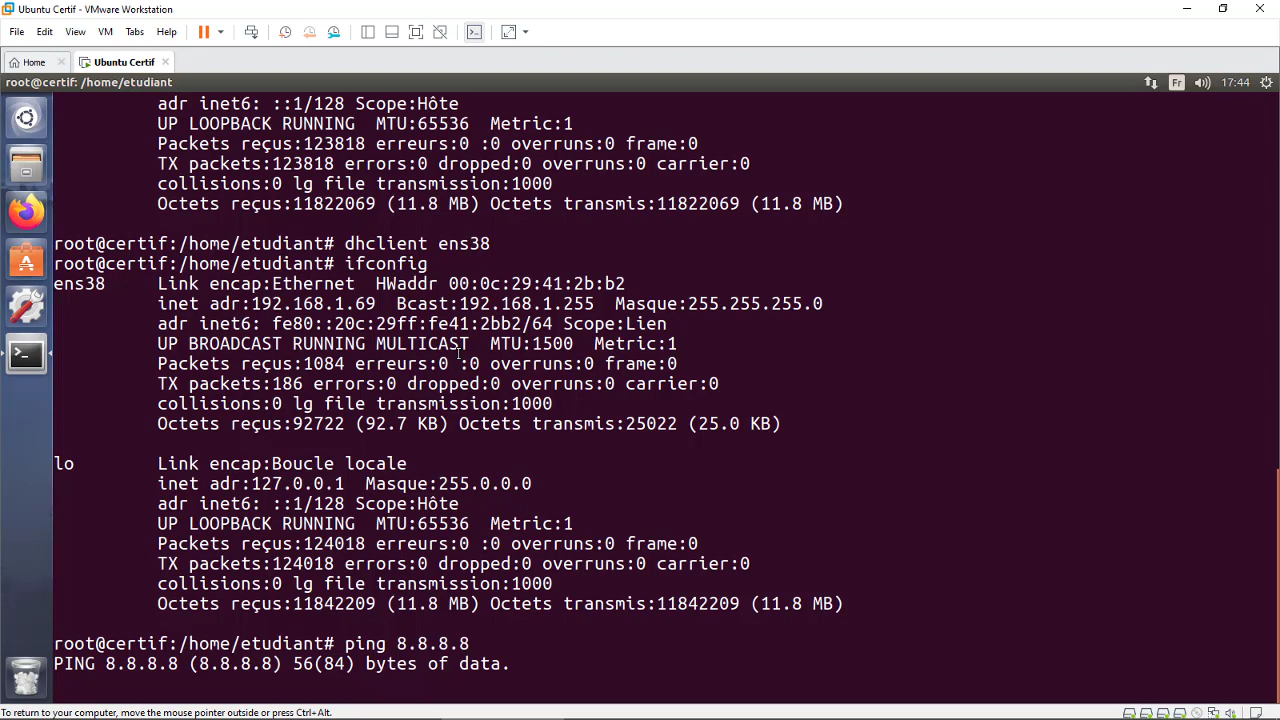 Ubuntu Certif - VMware Workstation
File Edit View VM Tabs Help
Home Ubuntu Certif
root@certif: /home/etudiant Fr 17:44
adr inet6: ::1/128 Scope:Hôte
UP LOOPBACK RUNNING MTU:65536 Metric:1
Packets reçus:123818 erreurs:0 :0 overruns:0 frame:0
TX packets:123818 errors:0 dropped:0 overruns:0 carrier:0
collisions:0 lg file transmission:1000
Octets reçus:11822069 (11.8 MB) Octets transmis:11822069 (11.8 MB)
root@certif:/home/etudiant# dhclient ens38
root@certif:/home/etudiant# ifconfig
ens38 Link encap:Ethernet HWaddr 00:0c:29:41:2b:b2
inet adr:192.168.1.69 Bcast:192.168.1.255 Masque:255.255.255.0
adr inet6: fe80::20c:29ff:fe41:2bb2/64 Scope:Lien
UP BROADCAST RUNNING MULTICAST MTU:1500 Metric:1
Packets reçus:1084 erreurs:0 :0 overruns:0 frame:0
TX packets:186 errors:0 dropped:0 overruns:0 carrier:0
collisions:0 lg file transmission:1000
Octets reçus:92722 (92.7 KB) Octets transmis:25022 (25.0 KB)
lo Link encap:Boucle locale
inet adr:127.0.0.1 Masque:255.0.0.0
adr inet6: ::1/128 Scope:Hôte
UP LOOPBACK RUNNING MTU:65536 Metric:1
Packets reçus:124018 erreurs:0 :0 overruns:0 frame:0
TX packets:124018 errors:0 dropped:0 overruns:0 carrier:0
collisions:0 lg file transmission:1000
Octets reçus:11842209 (11.8 MB) Octets transmis:11842209 (11.8 MB)
root@certif:/home/etudiant# ping 8.8.8.8
PING 8.8.8.8 (8.8.8.8) 56(84) bytes of data.
To return to your computer, move the mouse pointer outside or press Ctrl+Alt.